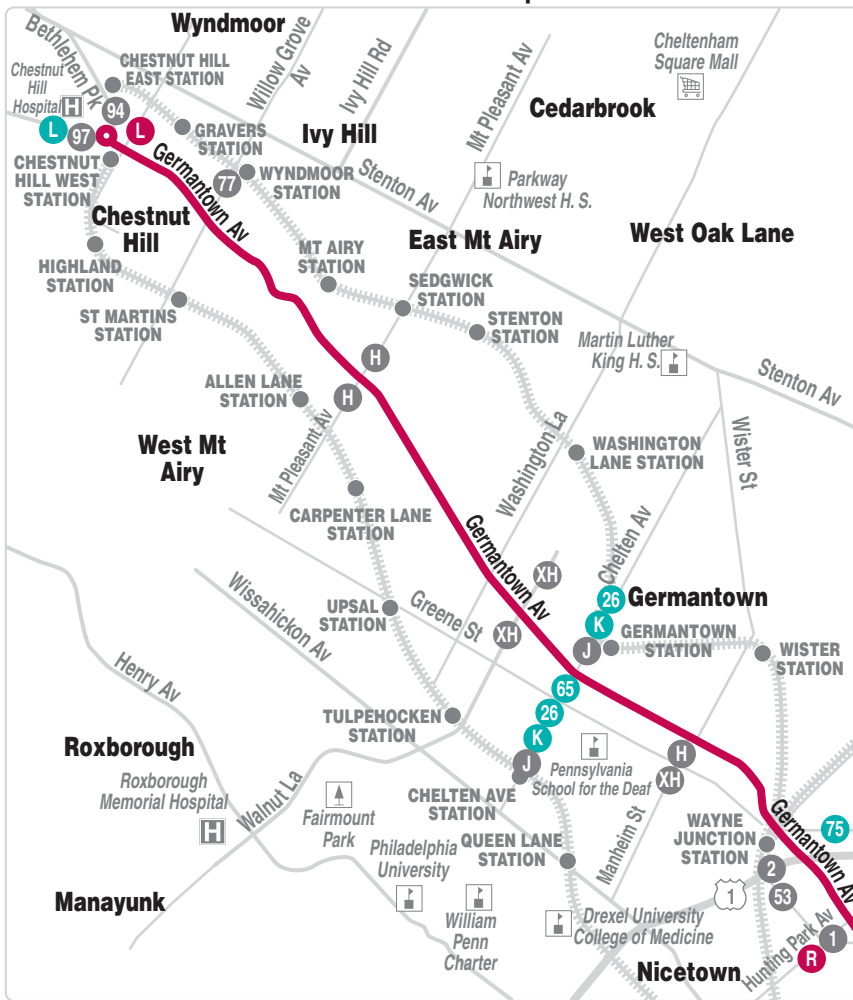 Wyndmoor
Bethlehem Pk
CHESTNUT HILL
EAST STATION
Willow Grove
Av
Ivy Hill Rd
Cheltenham
Square Mall
Chestnut
Hill
Hospital
H
94
L
97
L
GRAVERS
STATION
Ivy Hill
Mt Pleasant Av
Cedarbrook
CHESTNUT
HILL WEST
STATION
Germantown Av
77
WYNDMOOR
STATION
Stenton Av
Parkway
Northwest H. S.
Chestnut
Hill
MT AIRY
STATION
East Mt Airy
West Oak Lane
HIGHLAND
STATION
SEDGWICK
STATION
ST MARTINS
STATION
STENTON
STATION
Martin Luther
King H. S.
Stenton Av
H
H
ALLEN LANE
STATION
Mt Pleasant Av
West Mt
Airy
Washington La
WASHINGTON
LANE STATION
Wister St
CARPENTER LANE
STATION
Germantown Av
Chelten Av
XH
Wissahickon Av
UPSAL
STATION
Greene St
XH
26
Germantown
K
J
GERMANTOWN
STATION
WISTER
STATION
Henry Av
65
26
K
J
TULPEHOCKEN
STATION
Roxborough
Roxborough
Memorial Hospital
H
Walnut La
Fairmount
Park
CHELTEN AVE
STATION
Pennsylvania
School for the Deaf
H
XH
Manheim St
WAYNE
JUNCTION
STATION
Germantown Av
75
Philadelphia
University
QUEEN LANE
STATION
2
53
1
Manayunk
William
Penn
Charter
Drexel University
College of Medicine
Nicetown
Hunting Park Av
R
1